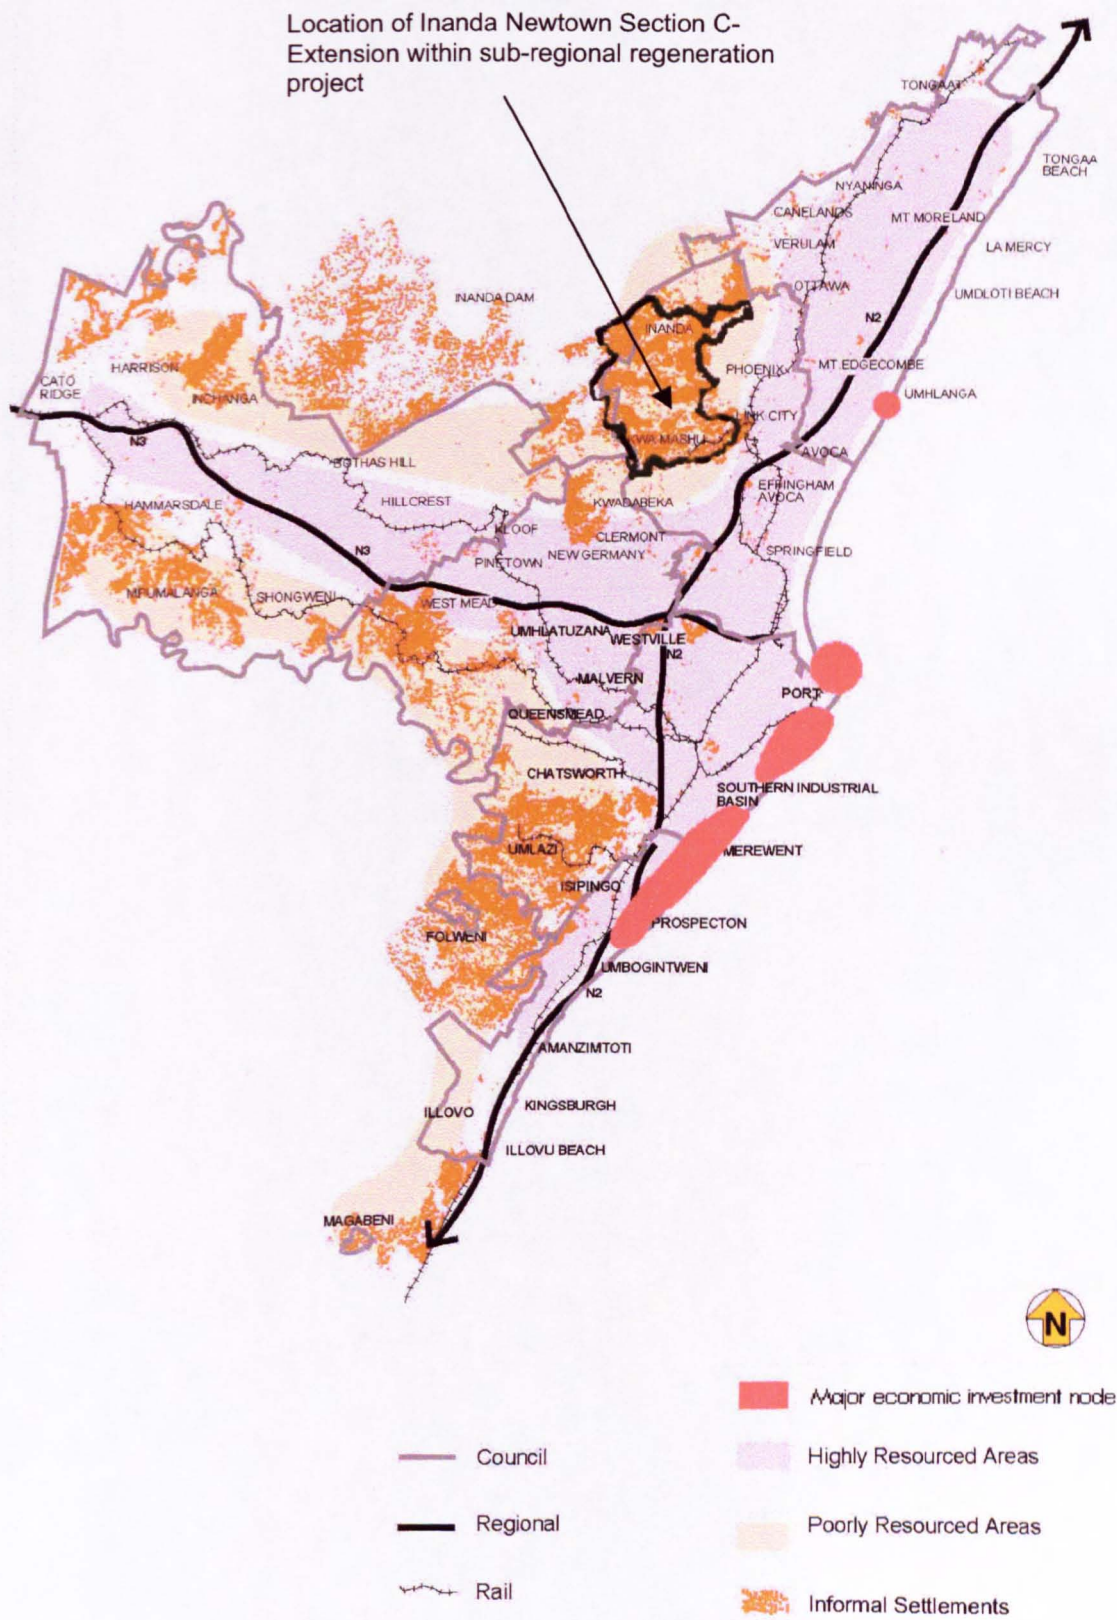 Location of Inanda Newtown Section C-
Extension within sub-regional regeneration
project
TONGAAT
TONGAA
BEACH
NYANINGA
CANELANDS
MT MORELAND
VERULAM
LA MERCY
OTTAWA
UMDLOTI BEACH
INANDA DAM
N2
INANDA
HARRISON
PHOENIX
MT EDGECOMBE
CATO
RIDGE
UMHLANGA
INCHANGA
LINK CITY
N3
KWA MASHU
AVOCA
BOTHAS HILL
EFFINGHAM
AVOCA
HILLCREST
KWADABEKA
HAMMARSDALE
KLOOF
CLERMONT
N3
PINETOWN
NEW GERMANY
SPRINGFIELD
MPUMALANGA
SHONGWENI
WEST MEAD
UMHLATUZANA
WESTVILLE
N2
MALVERN
PORT
QUEENSMEAD
CHATSWORTH
SOUTHERN INDUSTRIAL
BASIN
UMLAZI
MEREWENT
ISIPINGO
PROSPECTON
FOLWENI
UMBOGINTWENI
N2
AMANZIMTOTI
KINGSBURGH
ILLOVO
ILLOVU BEACH
MAGABENI
N
Major economic investment node
Council
Highly Resourced Areas
Regional
Poorly Resourced Areas
Rail
Informal Settlements